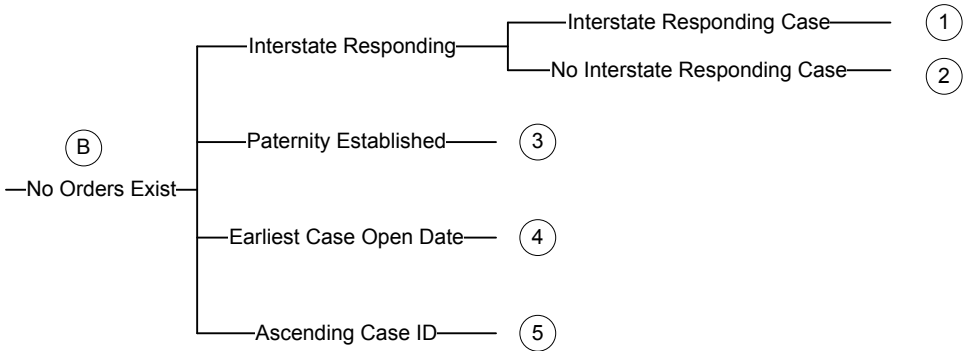 Interstate Responding Case 1
Interstate Responding
No Interstate Responding Case 2
B
Paternity Established 3
No Orders Exist
Earliest Case Open Date 4
Ascending Case ID 5